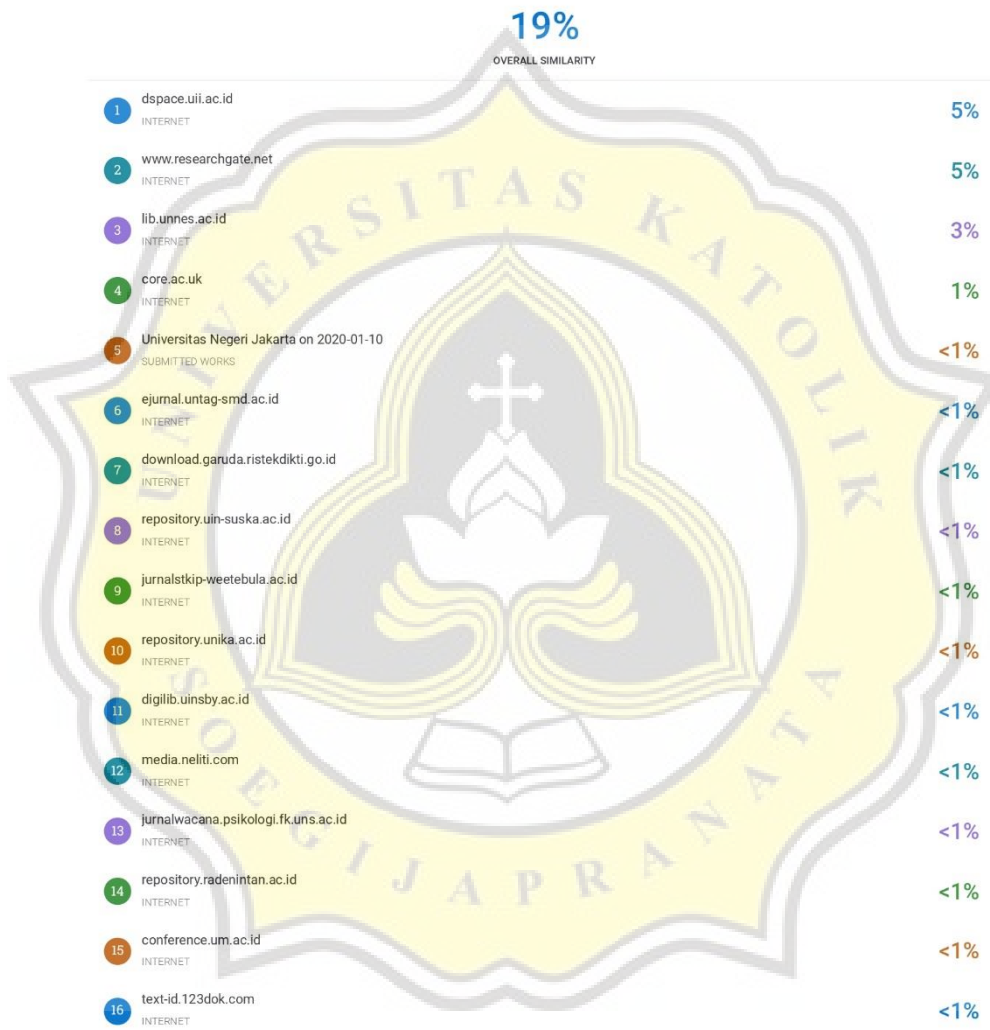 19%
OVERALL SIMILARITY
1 dspace.uii.ac.id 5%
INTERNET
2 www.researchgate.net 5%
INTERNET
3 lib.unnes.ac.id 3%
INTERNET
4 core.ac.uk 1%
INTERNET
5 Universitas Negeri Jakarta on 2020-01-10 <1%
SUBMITTED WORKS
6 ejurnal.untag-smd.ac.id <1%
INTERNET
7 download.garuda.ristekdikti.go.id <1%
INTERNET
8 repository.uin-suska.ac.id <1%
INTERNET
9 jurnalstkip-weetebula.ac.id <1%
INTERNET
10 repository.unika.ac.id <1%
INTERNET
11 digilib.uinsby.ac.id <1%
INTERNET
12 media.neliti.com <1%
INTERNET
13 jurnalwacana.psikologi.fk.uns.ac.id <1%
INTERNET
14 repository.radenintan.ac.id <1%
INTERNET
15 conference.um.ac.id <1%
INTERNET
16 text-id.123dok.com <1%
INTERNET
UNIVERSITAS KATOLIK
SOEGIJAPRANATA